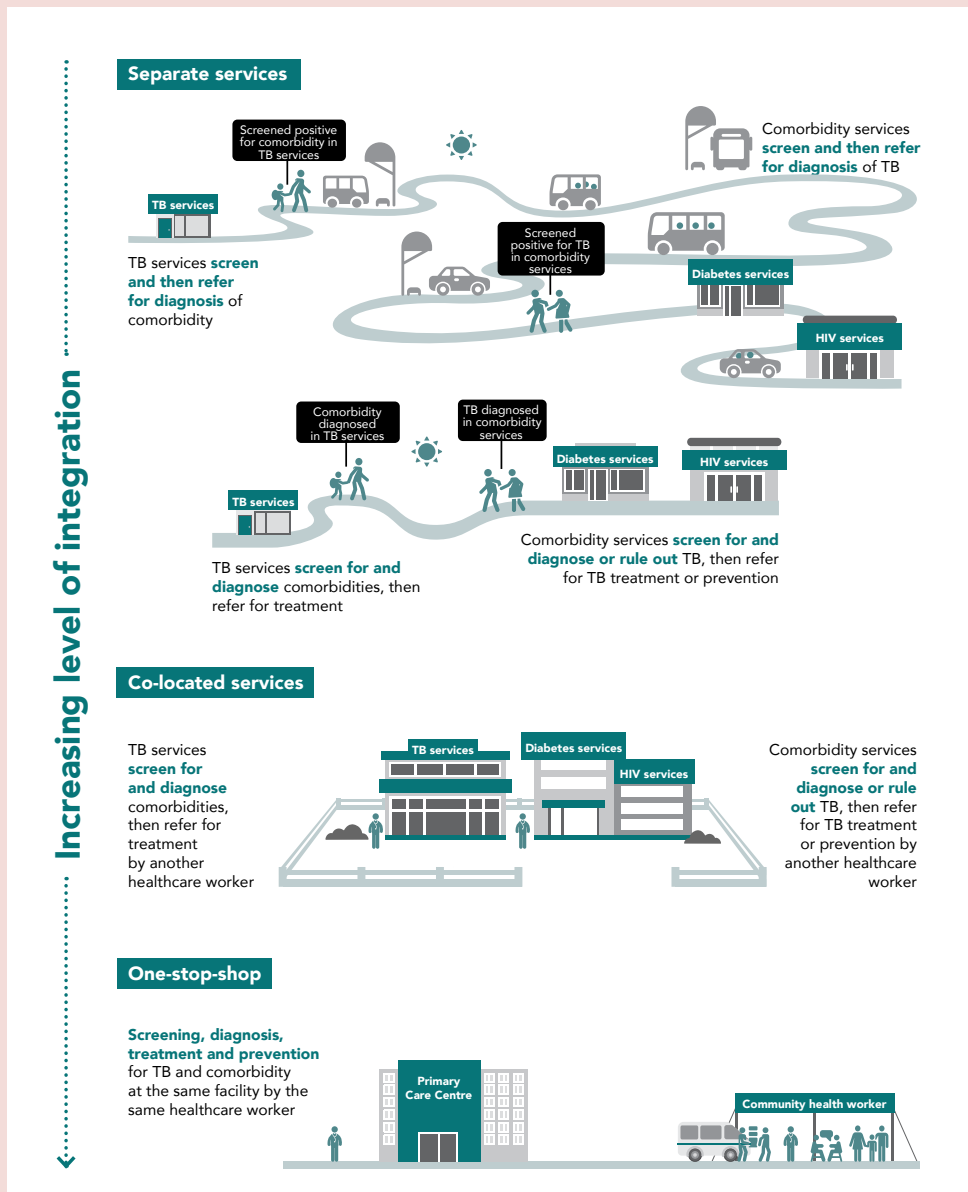 Increasing level of integration
Separate services
Screened positive
for comorbidity in
TB services
Comorbidity services
screen and then refer
for diagnosis of TB
TB services
TB services screen
and then refer
for diagnosis of
comorbidity
Screened
positive for TB
in comorbidity
services
Diabetes services
HIV services
Comorbidity
diagnosed
in TB services
TB diagnosed
in comorbidity
services
Diabetes services
HIV services
TB services
TB services screen for and
diagnose comorbidities, then
refer for treatment
Comorbidity services screen for and
diagnose or rule out TB, then refer
for TB treatment or prevention
Co-located services
TB services
screen for
and diagnose
comorbidities,
then refer for
treatment
by another
healthcare worker
TB services
Diabetes services
HIV services
Comorbidity services
screen for and
diagnose or rule
out TB, then refer
for TB treatment
or prevention by
another healthcare
worker
One-stop-shop
Screening, diagnosis,
treatment and prevention
for TB and comorbidity
at the same facility by the
same healthcare worker
Primary
Care Centre
Community health worker